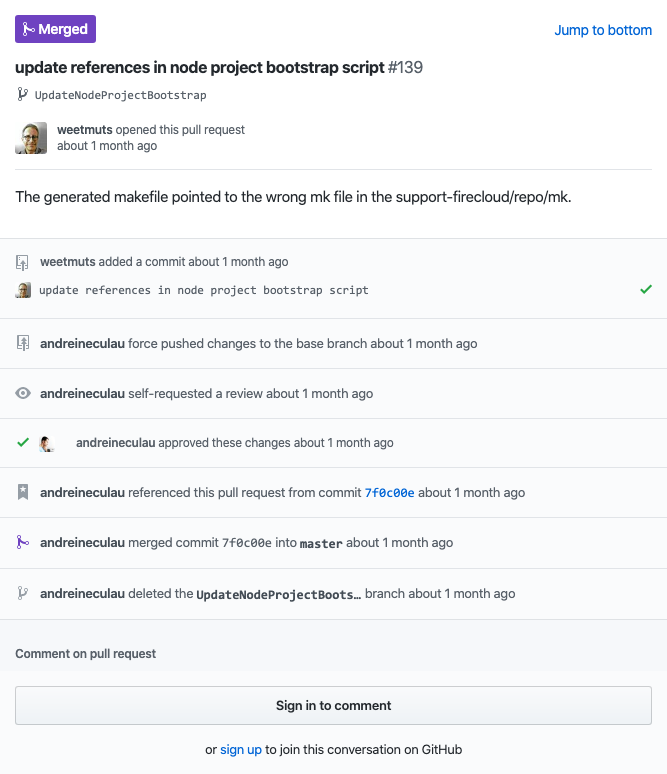 Merged
Jump to bottom
update references in node project bootstrap script #139
UpdateNodeProjectBootstrap
weetmuts opened this pull request
about 1 month ago
The generated makefile pointed to the wrong mk file in the support-firecloud/repo/mk.
weetmuts added a commit about 1 month ago
update references in node project bootstrap script
andreineculau force pushed changes to the base branch about 1 month ago
andreineculau self-requested a review about 1 month ago
andreineculau approved these changes about 1 month ago
andreineculau referenced this pull request from commit 7f0c00e about 1 month ago
andreineculau merged commit 7f0c00e into master about 1 month ago
andreineculau deleted the UpdateNodeProjectBoots… branch about 1 month ago
Comment on pull request
Sign in to comment
or sign up to join this conversation on GitHub